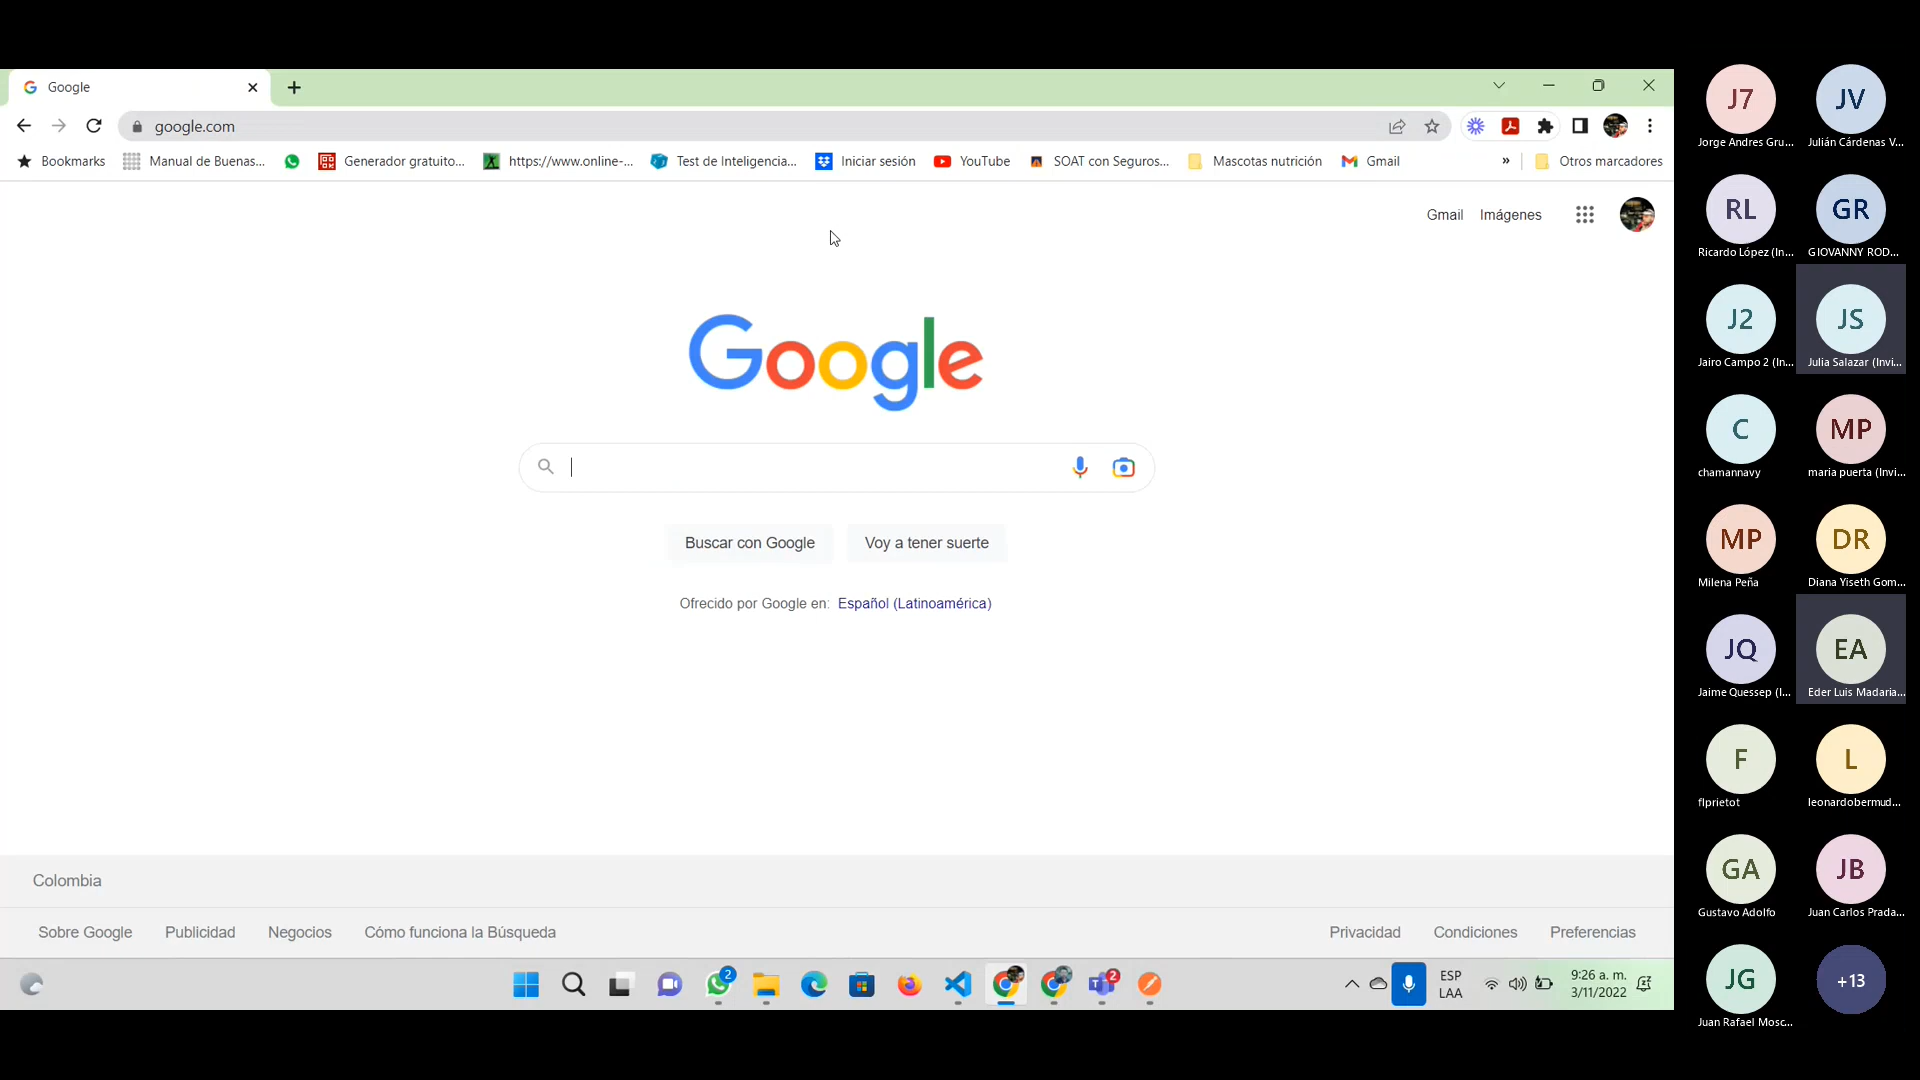 Google
google.com
Bookmarks
Manual de Buenas...
Generador gratuito...
https://www.online-...
Test de Inteligencia...
Iniciar sesión
YouTube
SOAT con Seguros...
Mascotas nutrición
Gmail
»
Otros marcadores
Gmail
Imágenes
Google
Buscar con Google
Voy a tener suerte
Ofrecido por Google en: Español (Latinoamérica)
Colombia
Sobre Google
Publicidad
Negocios
Cómo funciona la Búsqueda
Privacidad
Condiciones
Preferencias
2
2
ESP
LAA
9:26 a. m.
3/11/2022
J7
Jorge Andres Gru...
JV
Julián Cárdenas V...
RL
Ricardo López (In...
GR
GIOVANNY ROD...
J2
Jairo Campo 2 (In...
JS
Julia Salazar (Invi...
C
chamannavy
MP
maria puerta (Invi...
MP
Milena Peña
DR
Diana Yiseth Gom...
JQ
Jaime Quessep (I...
EA
Eder Luis Madaria...
F
flprietot
L
leonardobermud...
GA
Gustavo Adolfo
JB
Juan Carlos Prada...
JG
Juan Rafael Mosc...
+13